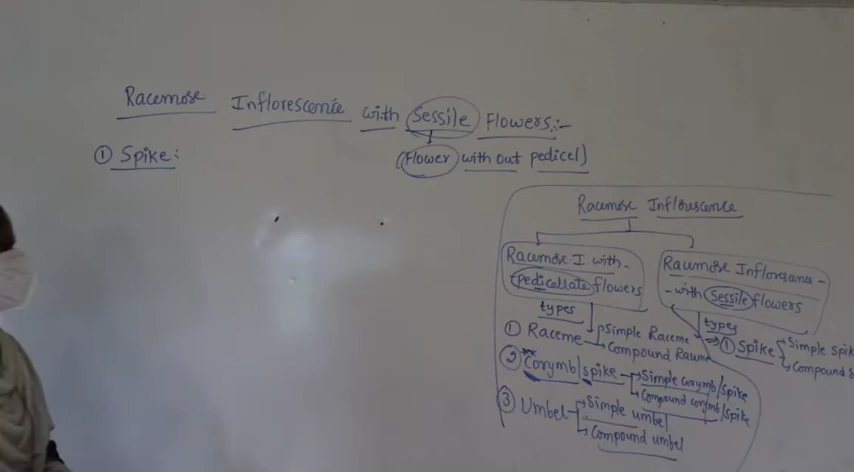 Racemose Inflorescence with Sessile Flowers:-
① Spike:
(Flower with out pedicel)
Racemose Inflorescence
Racemose I with-
pedicellate flowers
types
① Raceme
Simple Raceme
Compound Raceme
② Corymb/spike
Simple corymb/spike
Compound corymb/spike
③ Umbel
Simple umbel
Compound umbel
Racemose Inflorescence-
-with Sessile flowers
types
① Spike
Simple Spik
Compound